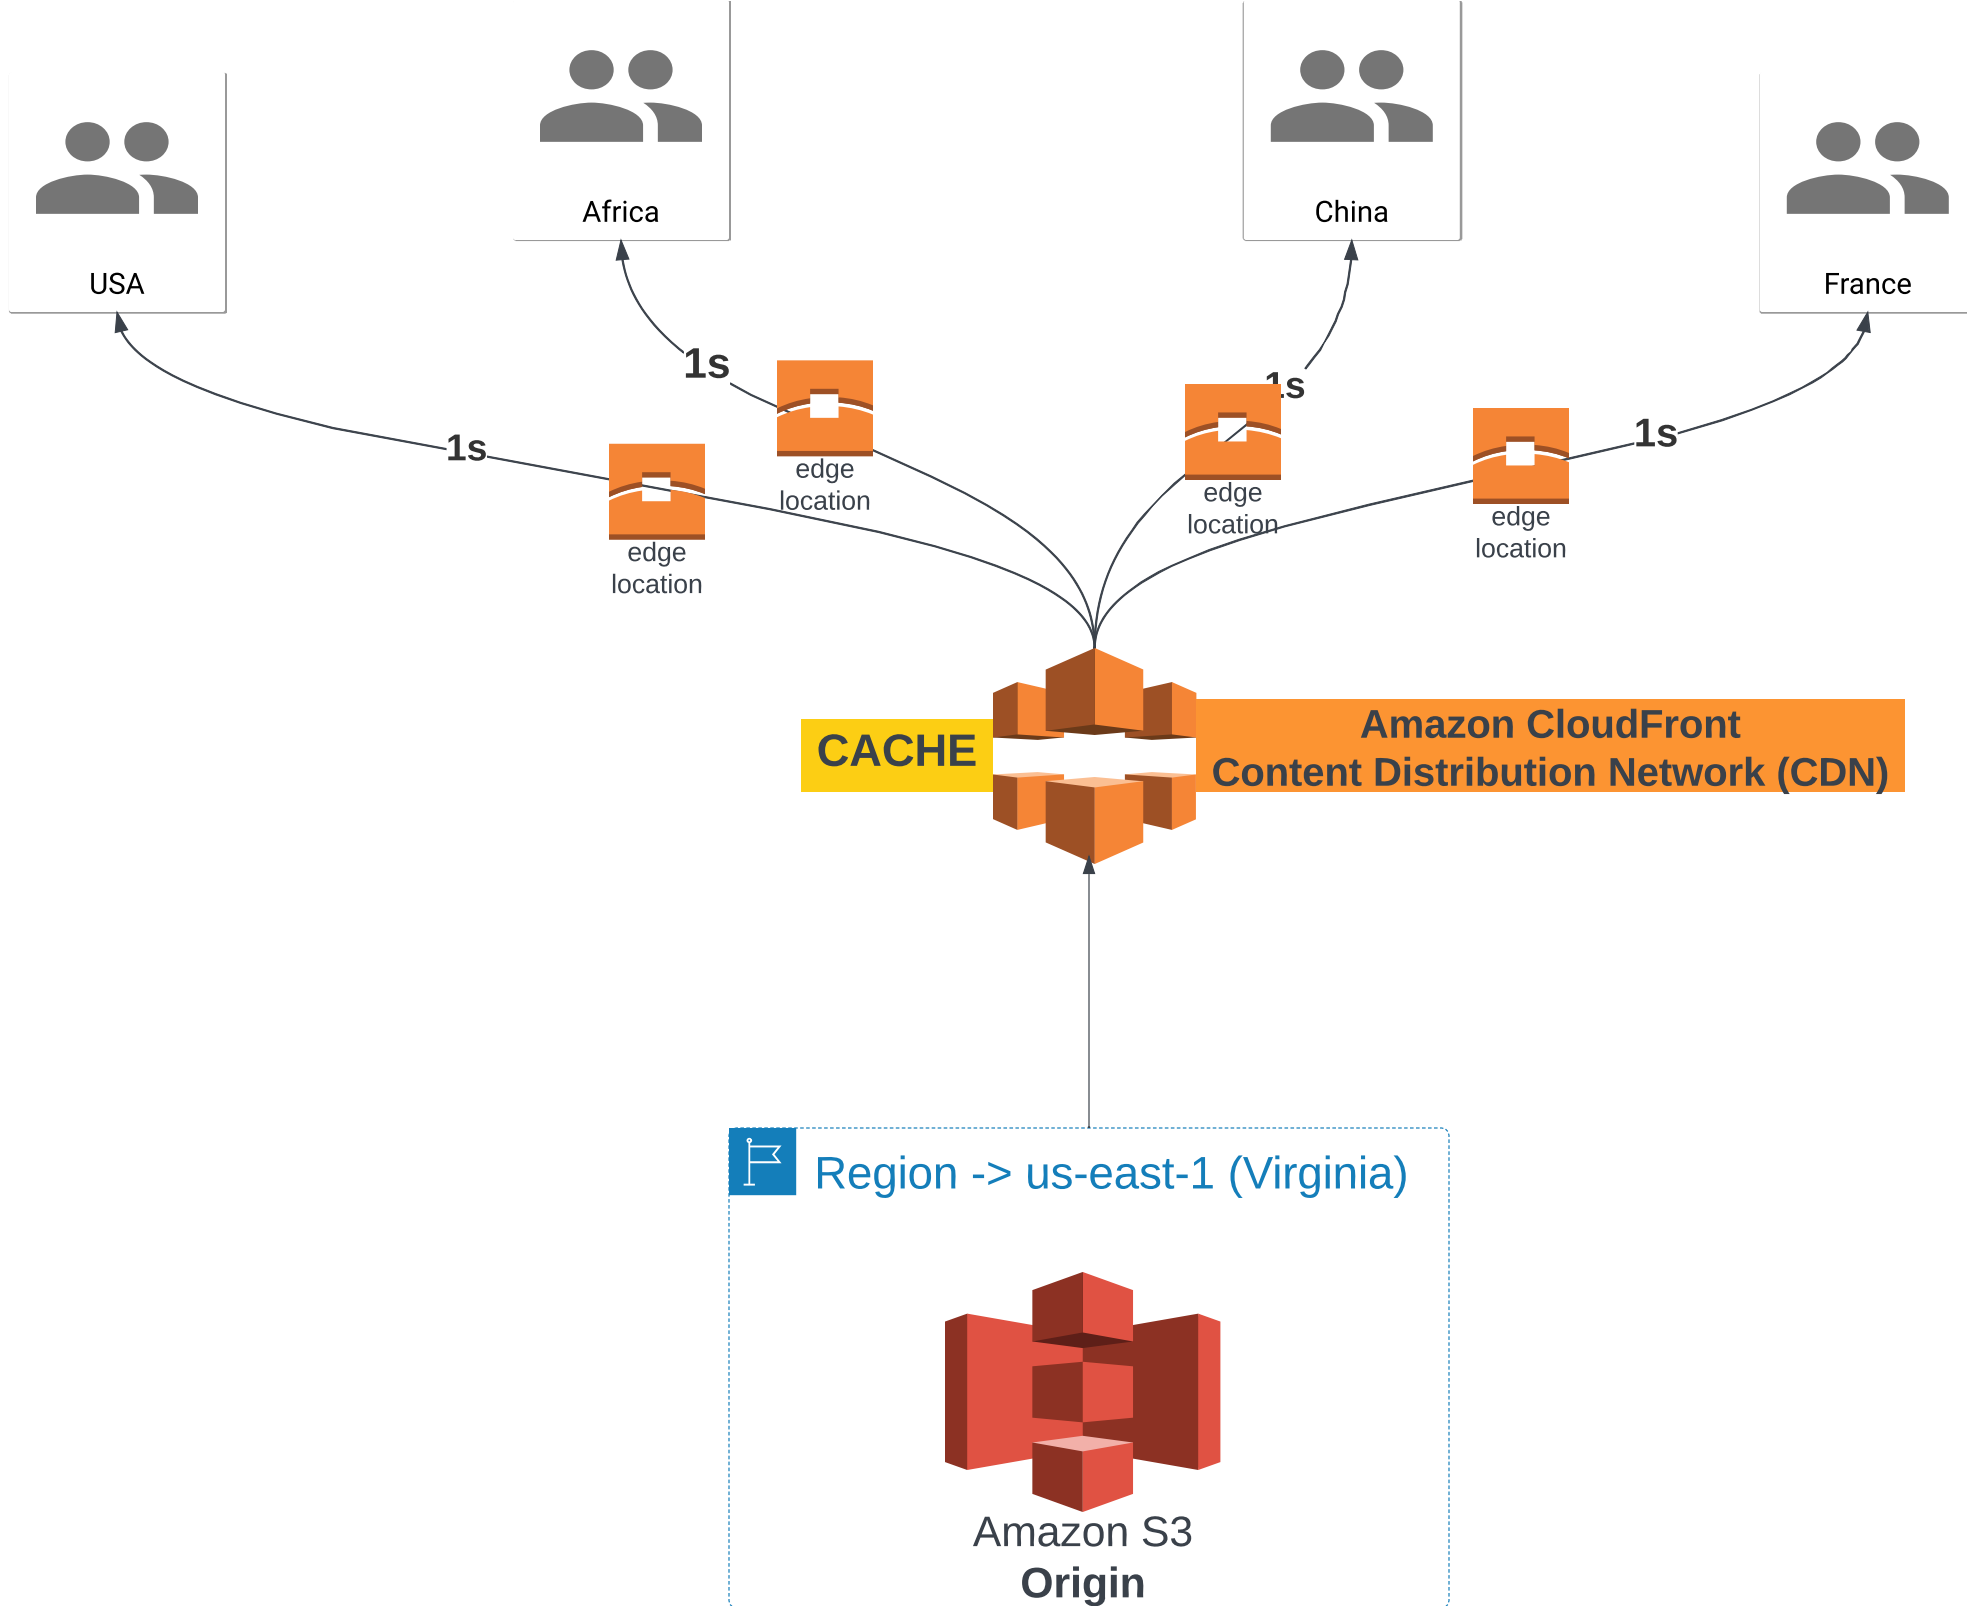 Africa
China
USA
France
1s
1s
1s
1s
edge
location
edge
location
edge
location
edge
location
CACHE
Amazon CloudFront
Content Distribution Network (CDN)
Region -> us-east-1 (Virginia)
Amazon S3
Origin